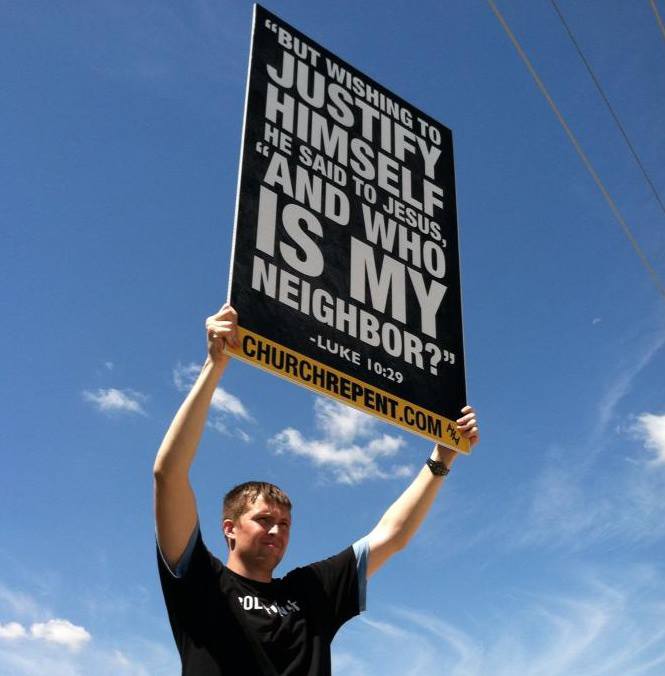 “BUT WISHING TO
JUSTIFY
HIMSELF
HE SAID TO JESUS,
“AND WHO
IS MY
NEIGHBOR?”
-LUKE 10:29
CHURCHREPENT.COM